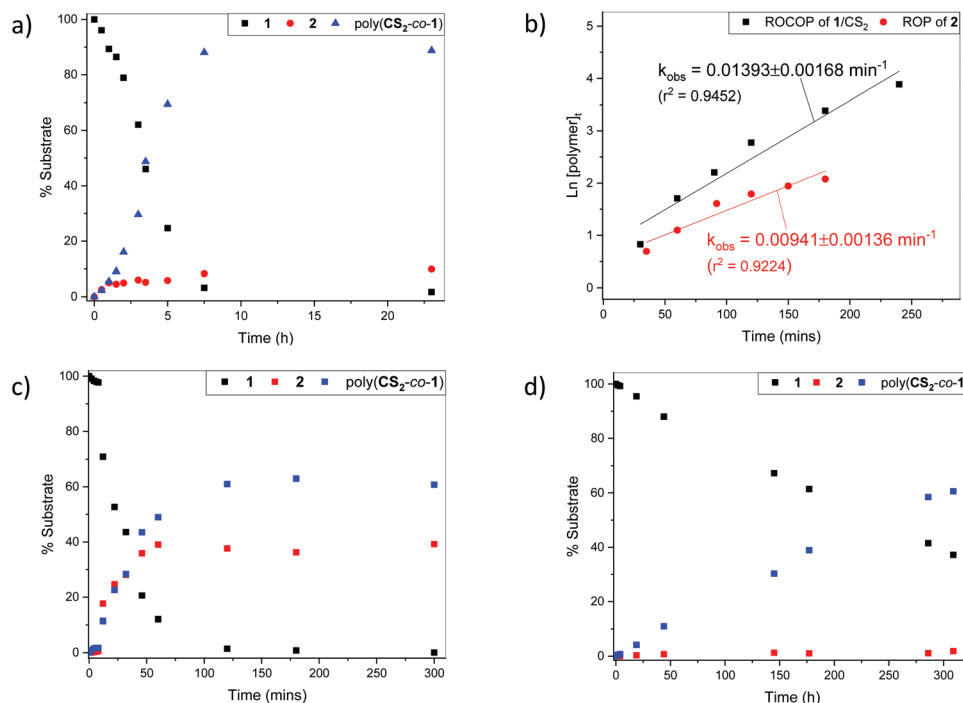 a)
1 2 poly(CS₂-co-1)
% Substrate
100
80
60
40
20
0
0 5 10 15 20
Time (h)
b)
ROCOP of 1/CS₂ ROP of 2
k_obs = 0.01393±0.00168 min⁻¹
(r² = 0.9452)
Ln [polymer]ₜ
5
4
3
2
1
0
k_obs = 0.00941±0.00136 min⁻¹
(r² = 0.9224)
0 50 100 150 200 250
Time (mins)
c)
1 2 poly(CS₂-co-1)
% Substrate
100
80
60
40
20
0
0 50 100 150 200 250 300
Time (mins)
d)
1 2 poly(CS₂-co-1
% Substrate
100
80
60
40
20
0
0 50 100 150 200 250 300
Time (h)